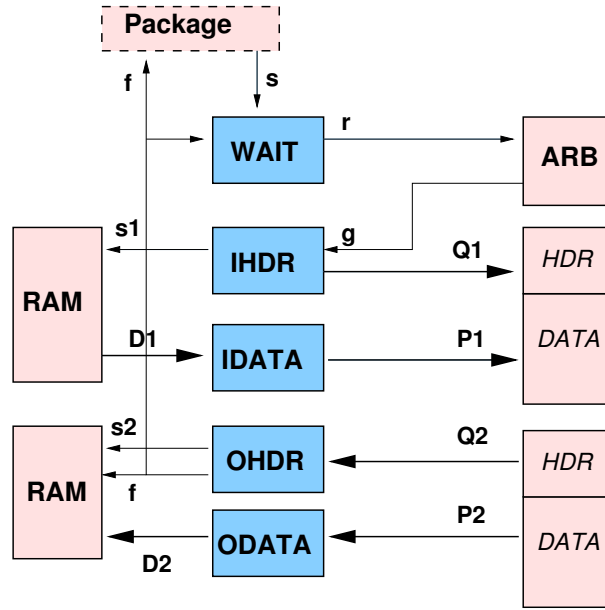 Package
f
s
WAIT
r
ARB
s1
g
IHDR
Q1
HDR
RAM
D1
IDATA
P1
DATA
s2
OHDR
Q2
HDR
RAM
f
ODATA
P2
DATA
D2